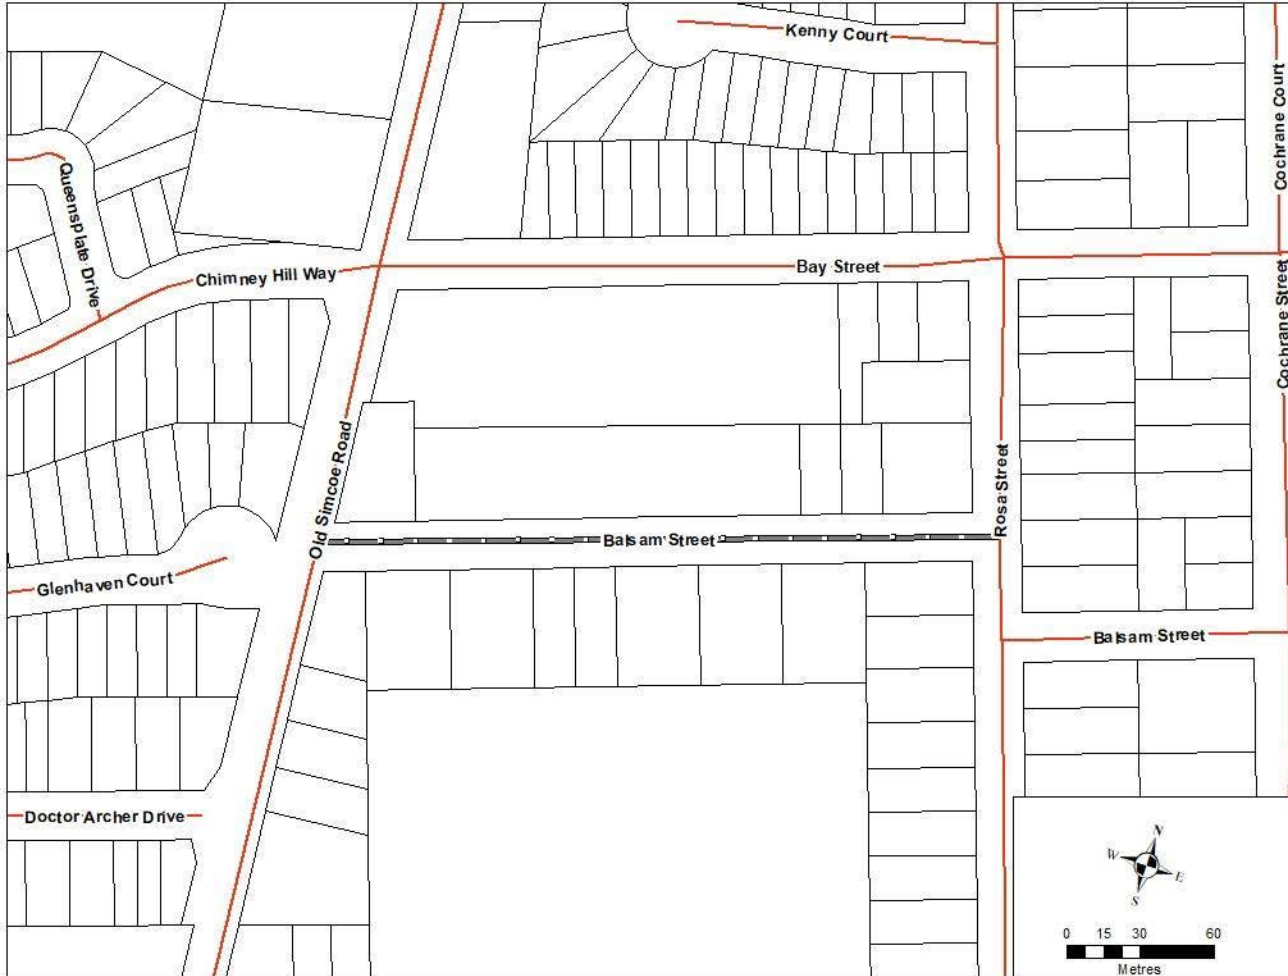 Kenny Court
Cochrane Court
Queensplate Drive
Chimney Hill Way
Bay Street
Cochrane Street
Old Simcoe Road
Rosa Street
Balsam Street
Glenhaven Court
Balsam Street
Doctor Archer Drive
N
W
E
S
0 15 30 60
Metres